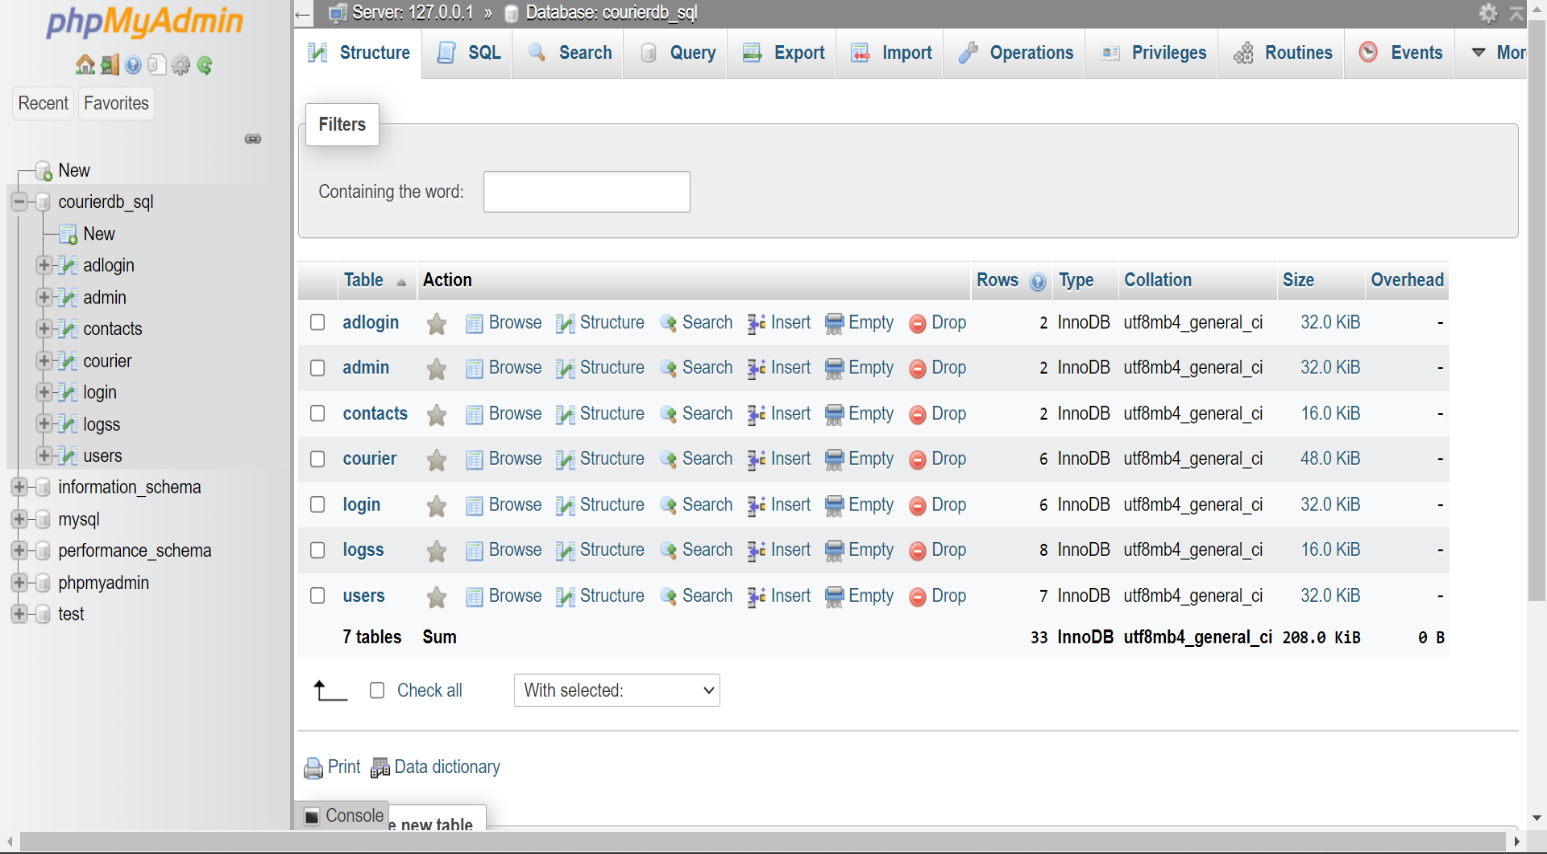 phpMyAdmin
Recent Favorites
New
courierdb_sql
New
adlogin
admin
contacts
courier
login
logss
users
information_schema
mysql
performance_schema
phpmyadmin
test
Server: 127.0.0.1 » Database: courierdb_sql
Structure SQL Search Query Export Import Operations Privileges Routines Events Mor
Filters
Containing the word:
Table Action Rows Type Collation Size Overhead
adlogin Browse Structure Search Insert Empty Drop 2 InnoDB utf8mb4_general_ci 32.0 KiB -
admin Browse Structure Search Insert Empty Drop 2 InnoDB utf8mb4_general_ci 32.0 KiB -
contacts Browse Structure Search Insert Empty Drop 2 InnoDB utf8mb4_general_ci 16.0 KiB -
courier Browse Structure Search Insert Empty Drop 6 InnoDB utf8mb4_general_ci 48.0 KiB -
login Browse Structure Search Insert Empty Drop 6 InnoDB utf8mb4_general_ci 32.0 KiB -
logss Browse Structure Search Insert Empty Drop 8 InnoDB utf8mb4_general_ci 16.0 KiB -
users Browse Structure Search Insert Empty Drop 7 InnoDB utf8mb4_general_ci 32.0 KiB -
7 tables Sum 33 InnoDB utf8mb4_general_ci 208.0 KiB 0 B
Check all With selected:
Print Data dictionary
Console
e new table